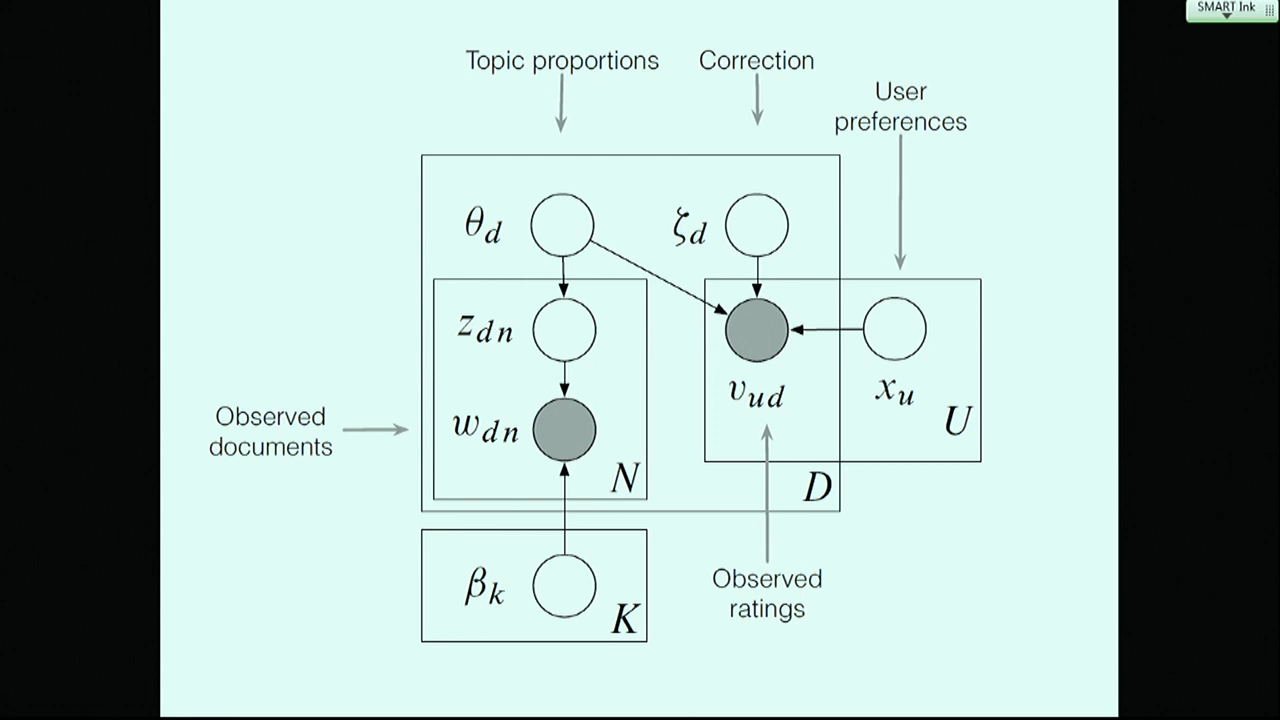 SMART Ink
Topic proportions
Correction
User
preferences
θd
ζd
zdn
vud
xu
Observed
documents
wdn
U
N
D
βk
K
Observed
ratings